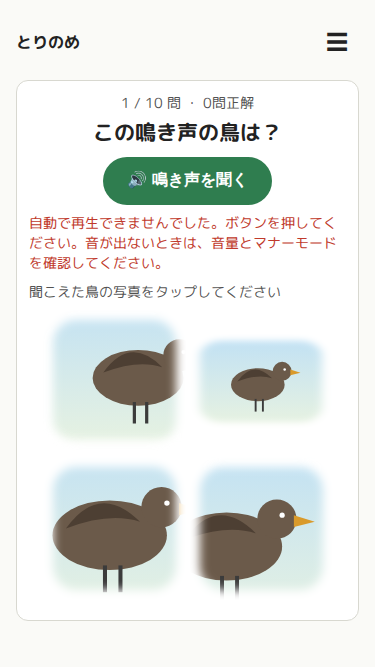 とりのめ
1 / 10 問 · 0問正解
この鳴き声の鳥は？
🔊 鳴き声を聞く
自動で再生できませんでした。ボタンを押してく
ださい。音が出ないときは、音量とマナーモード
を確認してください。
聞こえた鳥の写真をタップしてください